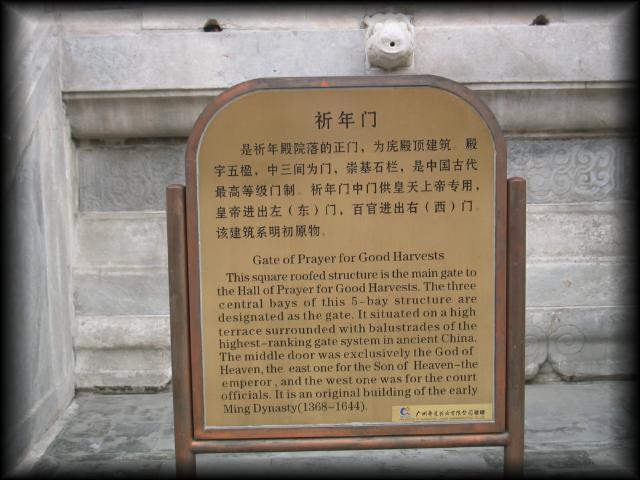 祈年门
是祈年殿院落的正门，为庑殿顶建筑。殿
宇五楹，中三间为门，崇基石栏，是中国古代
最高等级门制。祈年门中门供皇天上帝专用，
皇帝进出左（东）门，百官进出右（西）门。
该建筑系明初原物。
Gate of Prayer for Good Harvests
This square roofed structure is the main gate to
the Hall of Prayer for Good Harvests. The three
central bays of this 5-bay structure are
designated as the gate. It situated on a high
terrace surrounded with balustrades of the
highest-ranking gate system in ancient China.
The middle door was exclusively the God of
Heaven, the east one for the Son of Heaven-the
emperor, and the west one was for the court
officials. It is an original building of the early
Ming Dynasty(1368-1644).